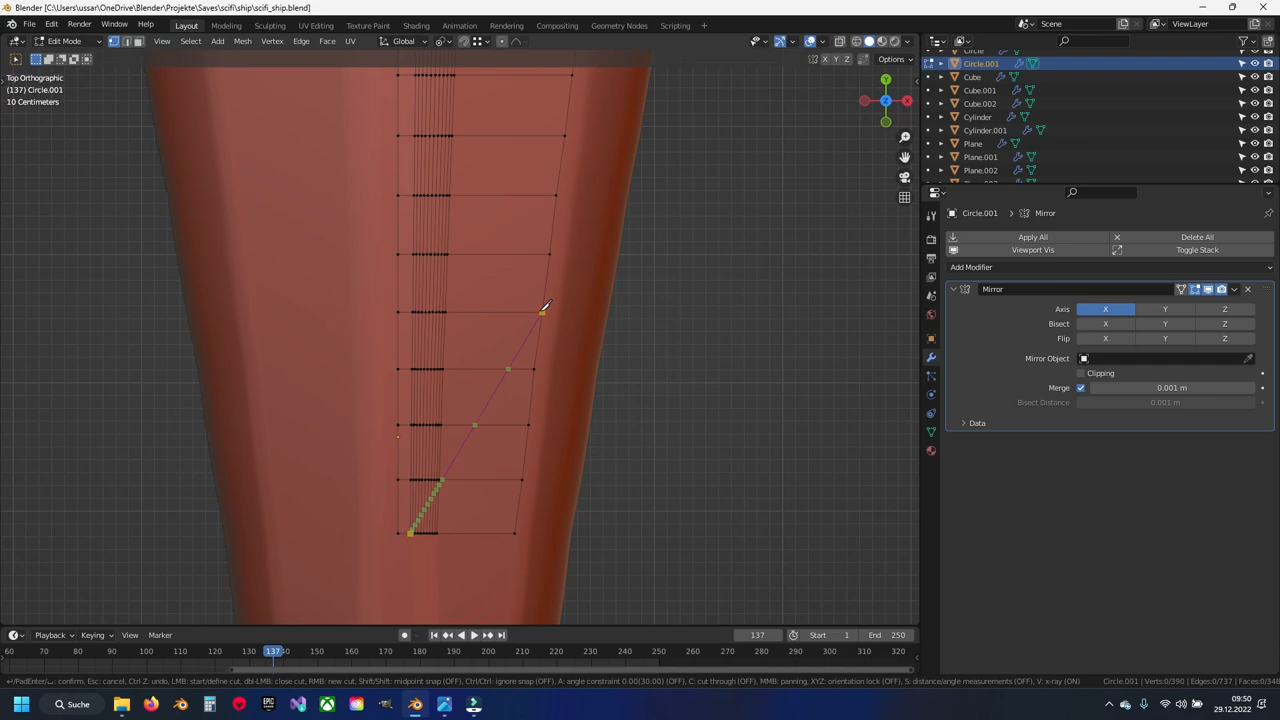 Blender [C:\Users\ussar\OneDrive\Blender\Projekte\Saves\scifi\ship\scifi_ship.blend]
File Edit Render Window Help Layout Modeling Sculpting UV Editing Texture Paint Shading Animation Rendering Compositing Geometry Nodes Scripting Scene ViewLayer
Edit Mode View Select Add Mesh Vertex Edge Face UV Global
X Y Z Options
Top Orthographic
(137) Circle.001
10 Centimeters
Y
Z
X
Circle
Circle.001
Cube
Cube.001
Cube.002
Cylinder
Cylinder.001
Plane
Plane.001
Plane.002
Circle.001 > Mirror
Apply All Delete All
Viewport Vis Toggle Stack
Add Modifier
Mirror
Axis X Y Z
Bisect X Y Z
Flip X Y Z
Mirror Object
Clipping
Merge 0.001 m
Bisect Distance 0.001 m
Data
Playback Keying View Marker 137 Start 1 End 250
60 70 80 90 100 110 120 130 137 140 150 160 170 180 190 200 210 220 230 240 250 260 270 280 290 300 310 320
confirm, Esc: cancel, Ctrl Z: undo, LMB: start/define cut, dbl-LMB: close cut, RMB: new cut, Shift/Shift: midpoint snap (OFF), Ctrl/Ctrl: ignore snap (OFF), A: angle constraint 0.00(30.00) (OFF), C: cut through (OFF), MMB: panning, XYZ: orientation lock (OFF), S: distance/angle measurements (OFF), V: x-ray (ON)
Circle.001 | Verts:0/390 | Edges:0/737 | Faces:0/348
Suche
09:50
29.12.2022